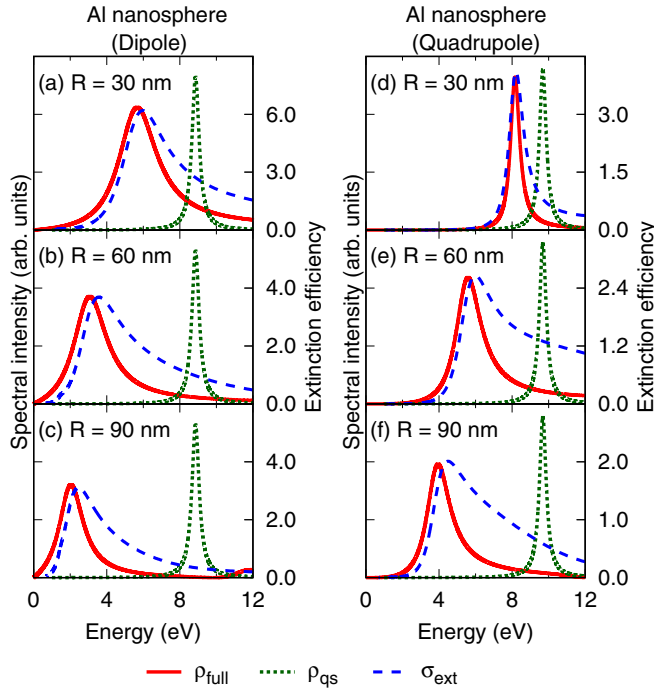 Al nanosphere
(Dipole)
Al nanosphere
(Quadrupole)
(a) R = 30 nm
6.0
3.0
0.0
(d) R = 30 nm
3.0
1.5
0.0
(b) R = 60 nm
4.0
2.0
0.0
(e) R = 60 nm
2.4
1.2
0.0
(c) R = 90 nm
4.0
2.0
0.0
(f) R = 90 nm
2.0
1.0
0.0
Spectral intensity (arb. units)
Extinction efficiency
Spectral intensity (arb. units)
Extinction efficiency
0 4 8 12
0 4 8 12
Energy (eV)
Energy (eV)
ρfull ρqs σext